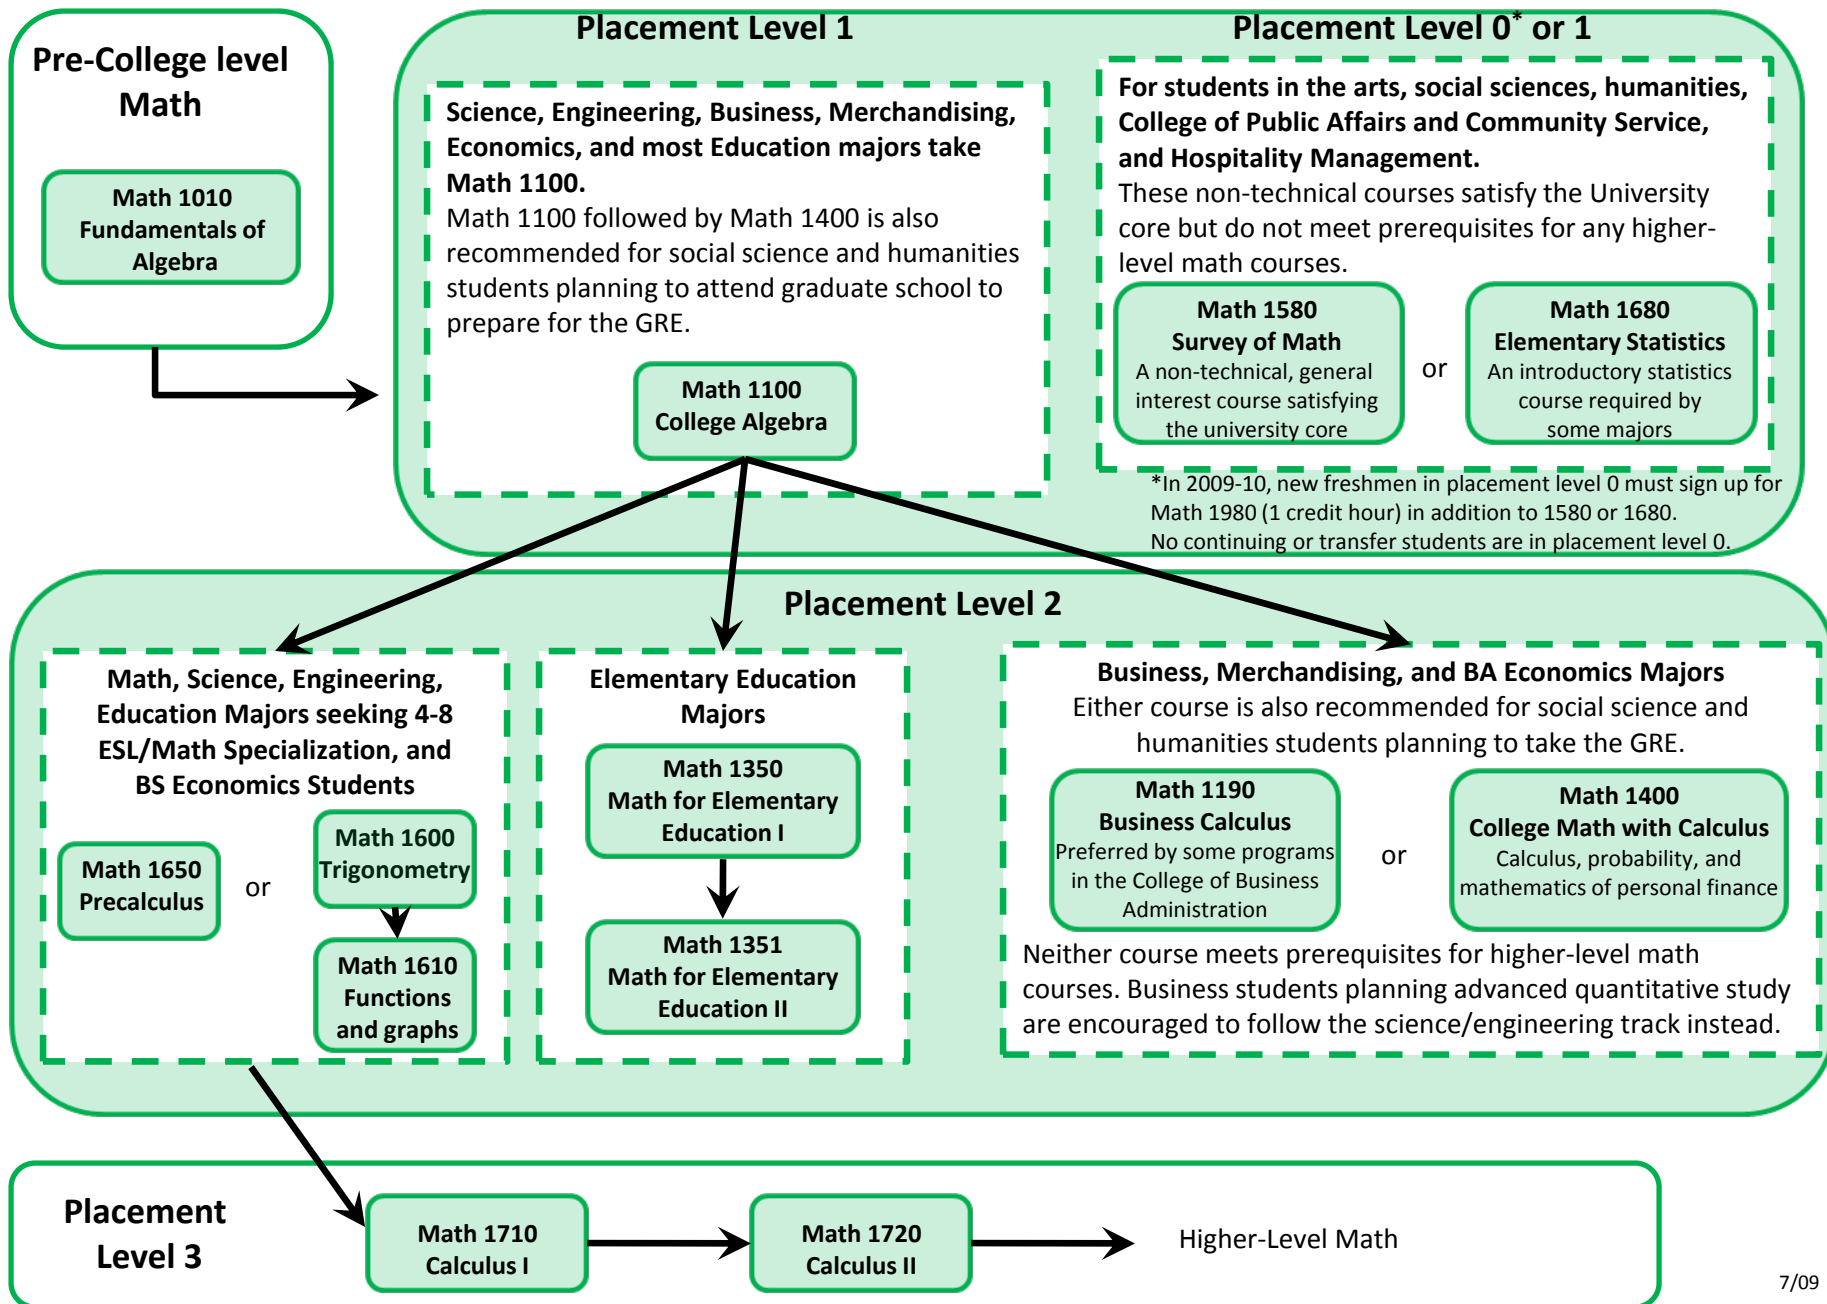 Pre-College level
Math
Math 1010
Fundamentals of
Algebra
Placement Level 1
Science, Engineering, Business, Merchandising,
Economics, and most Education majors take
Math 1100.
Math 1100 followed by Math 1400 is also
recommended for social science and humanities
students planning to attend graduate school to
prepare for the GRE.
Math 1100
College Algebra
Placement Level 0* or 1
For students in the arts, social sciences, humanities,
College of Public Affairs and Community Service,
and Hospitality Management.
These non-technical courses satisfy the University
core but do not meet prerequisites for any higher-
level math courses.
Math 1580
Survey of Math
A non-technical, general
interest course satisfying
the university core
or
Math 1680
Elementary Statistics
An introductory statistics
course required by
some majors
*In 2009-10, new freshmen in placement level 0 must sign up for
Math 1980 (1 credit hour) in addition to 1580 or 1680.
No continuing or transfer students are in placement level 0.
Placement Level 2
Math, Science, Engineering,
Education Majors seeking 4-8
ESL/Math Specialization, and
BS Economics Students
Math 1650
Precalculus
or
Math 1600
Trigonometry
Math 1610
Functions
and graphs
Elementary Education
Majors
Math 1350
Math for Elementary
Education I
Math 1351
Math for Elementary
Education II
Business, Merchandising, and BA Economics Majors
Either course is also recommended for social science and
humanities students planning to take the GRE.
Math 1190
Business Calculus
Preferred by some programs
in the College of Business
Administration
or
Math 1400
College Math with Calculus
Calculus, probability, and
mathematics of personal finance
Neither course meets prerequisites for higher-level math
courses. Business students planning advanced quantitative study
are encouraged to follow the science/engineering track instead.
Placement
Level 3
Math 1710
Calculus I
Math 1720
Calculus II
Higher-Level Math
7/09